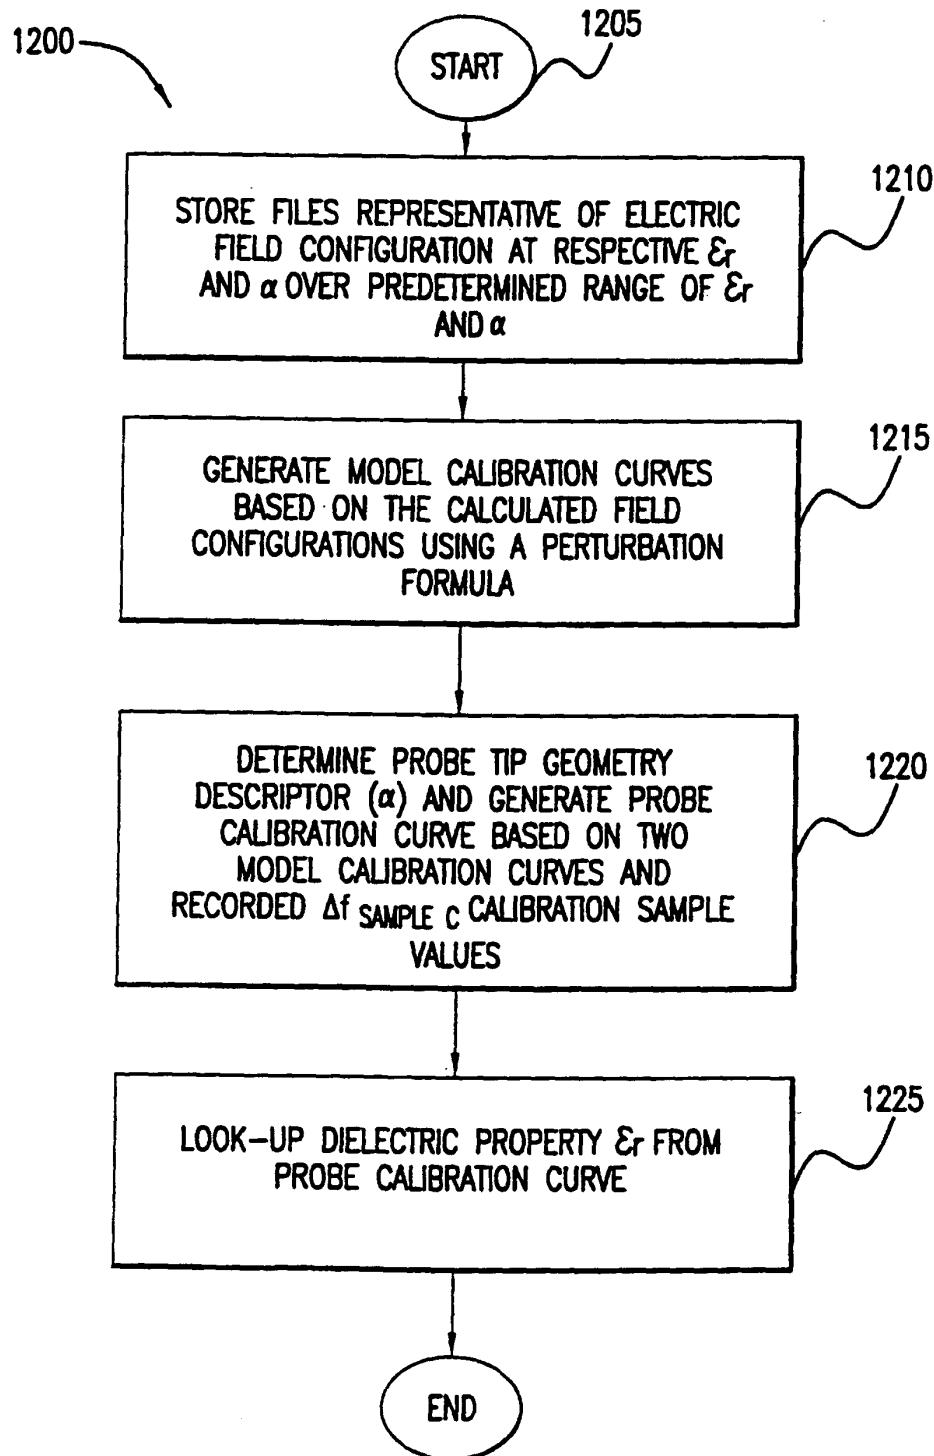 1200
START
1205
1210
STORE FILES REPRESENTATIVE OF ELECTRIC
FIELD CONFIGURATION AT RESPECTIVE Ɛr
AND α OVER PREDETERMINED RANGE OF Ɛr
AND α
1215
GENERATE MODEL CALIBRATION CURVES
BASED ON THE CALCULATED FIELD
CONFIGURATIONS USING A PERTURBATION
FORMULA
1220
DETERMINE PROBE TIP GEOMETRY
DESCRIPTOR (α) AND GENERATE PROBE
CALIBRATION CURVE BASED ON TWO
MODEL CALIBRATION CURVES AND
RECORDED Δf SAMPLE C CALIBRATION SAMPLE
VALUES
1225
LOOK-UP DIELECTRIC PROPERTY Ɛr FROM
PROBE CALIBRATION CURVE
END